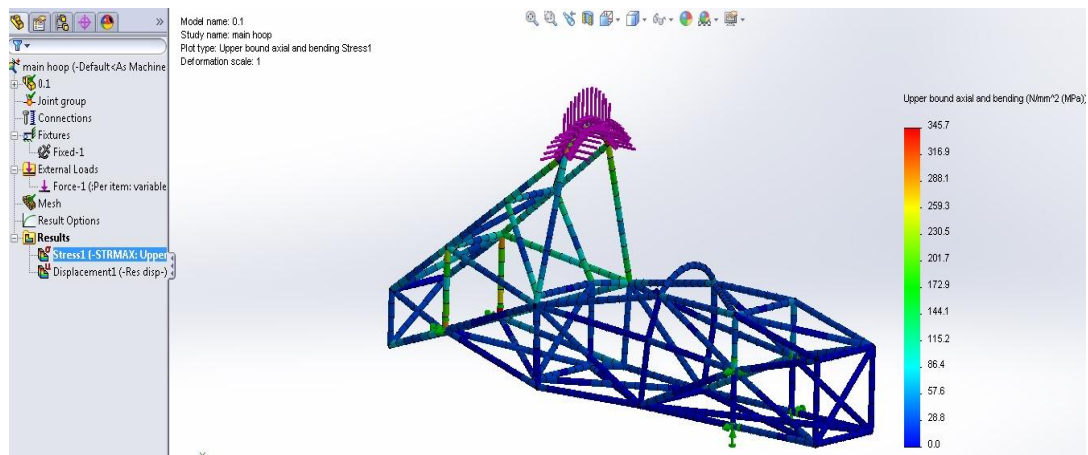 Model name: 0.1
Study name: main hoop
Plot type: Upper bound axial and bending Stress1
Deformation scale: 1
main hoop (-Default<As Machine
0.1
Joint group
Connections
Fixtures
Fixed-1
External Loads
Force-1 (:Per item: variable
Mesh
Result Options
Results
Stress1 (-STRMAX: Upper
Displacement1 (-Res disp-)
Upper bound axial and bending (N/mm^2 (MPa))
345.7
316.9
288.1
259.3
230.5
201.7
172.9
144.1
115.2
86.4
57.6
28.8
0.0